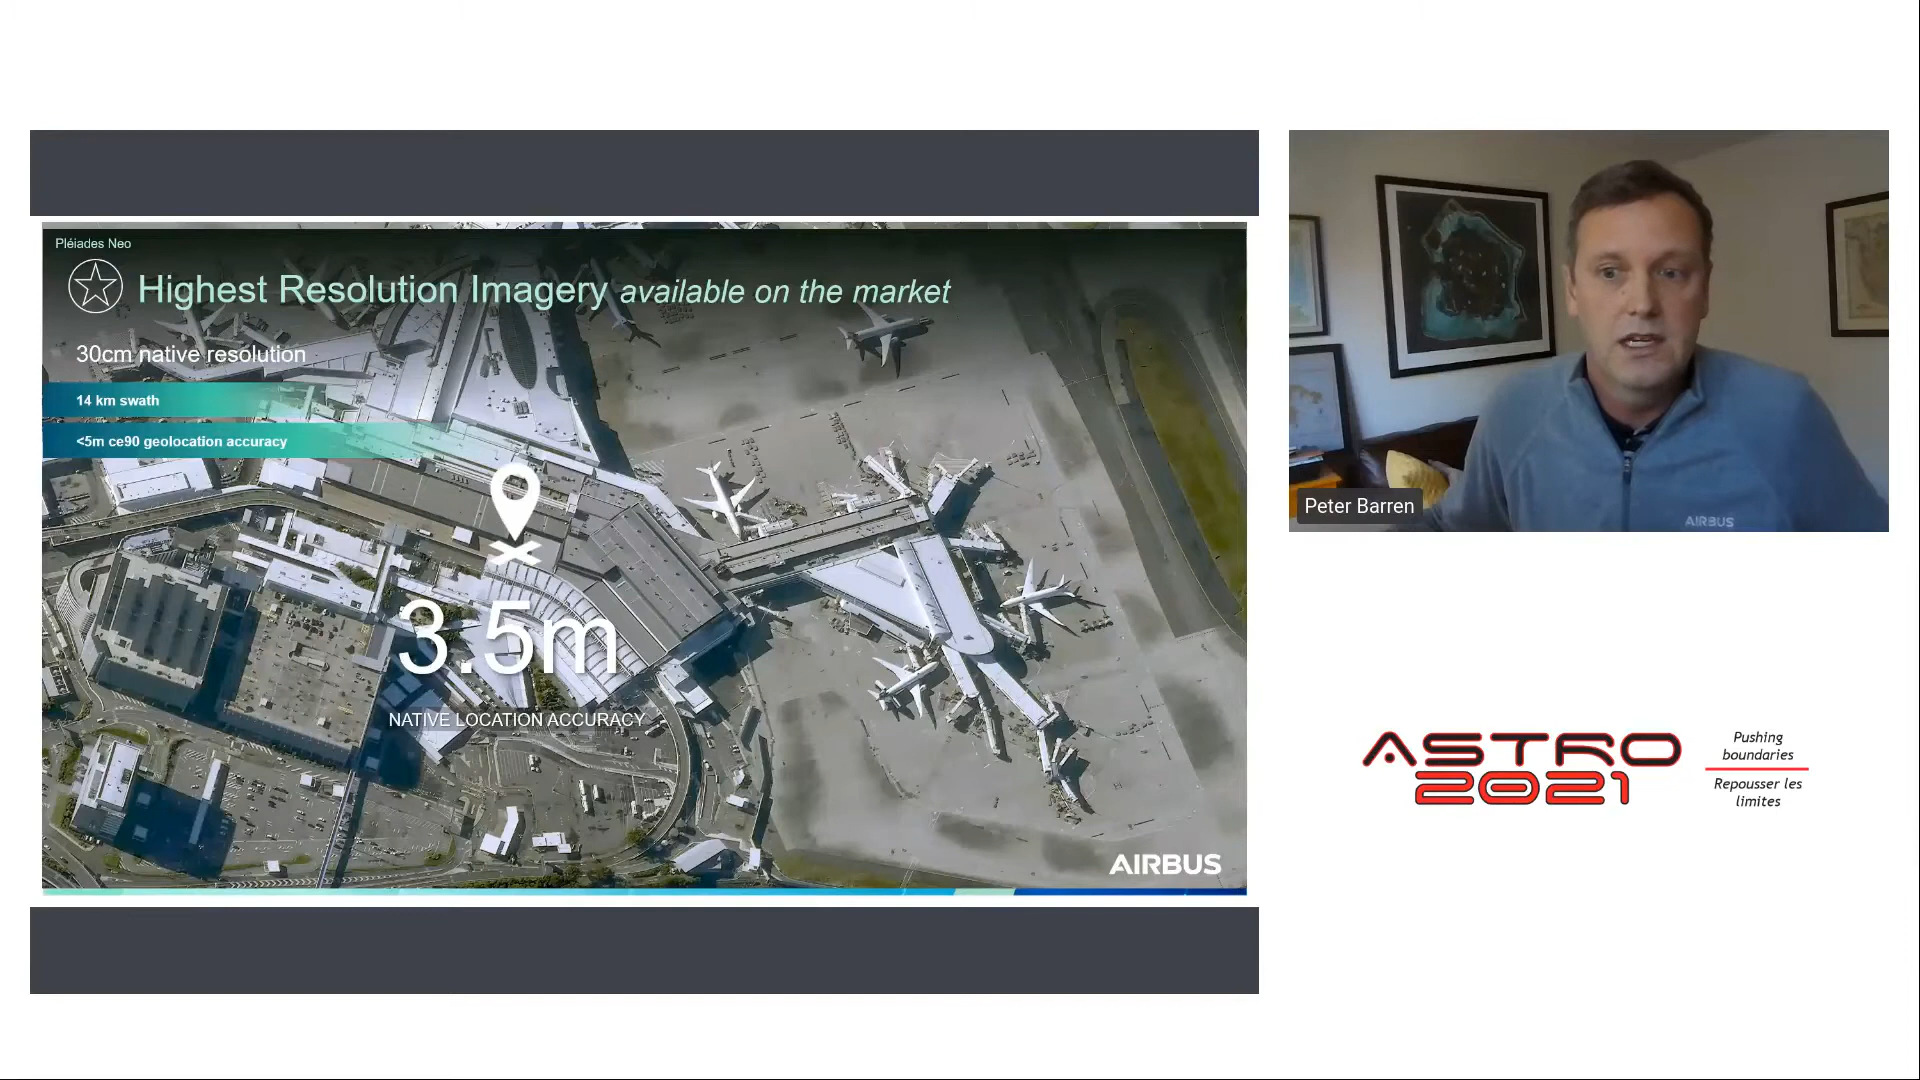 Pléiades Neo
Highest Resolution Imagery available on the market
30cm native resolution
14 km swath
<5m ce90 geolocation accuracy
3.5m
NATIVE LOCATION ACCURACY
AIRBUS
AIRBUS
Peter Barren
ASTRO
2021
Pushing
boundaries
Repousser les
limites